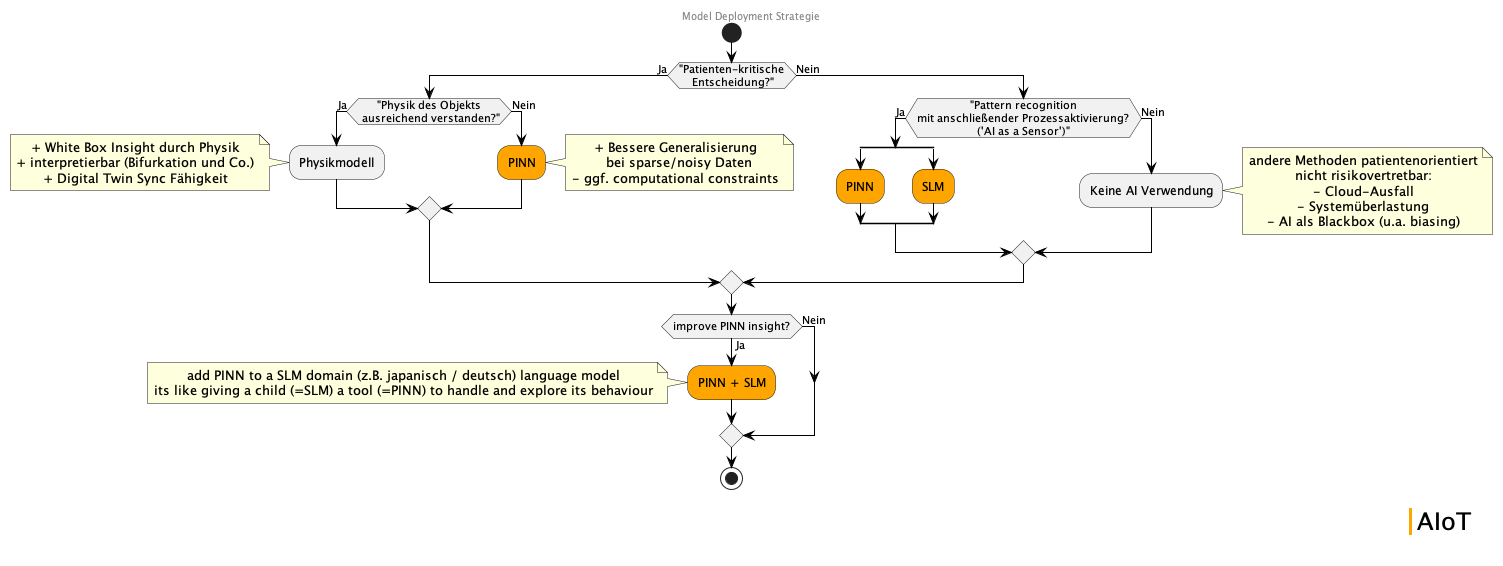 Model Deployment Strategie
Ja
"Patienten-kritische
Entscheidung?"
Nein
Ja
"Physik des Objekts
ausreichend verstanden?"
Nein
+ White Box Insight durch Physik
+ interpretierbar (Bifurkation und Co.)
+ Digital Twin Sync Fähigkeit
Physikmodell
PINN
+ Bessere Generalisierung
bei sparse/noisy Daten
- ggf. computational constraints
Ja
"Pattern recognition
mit anschließender Prozessaktivierung?
('AI as a Sensor')"
Nein
PINN
SLM
Keine AI Verwendung
andere Methoden patientenorientiert
nicht risikovertretbar:
- Cloud-Ausfall
- Systemüberlastung
- AI als Blackbox (u.a. biasing)
improve PINN insight?
Nein
Ja
add PINN to a SLM domain (z.B. japanisch / deutsch) language model
its like giving a child (=SLM) a tool (=PINN) to handle and explore its behaviour
PINN + SLM
AIoT